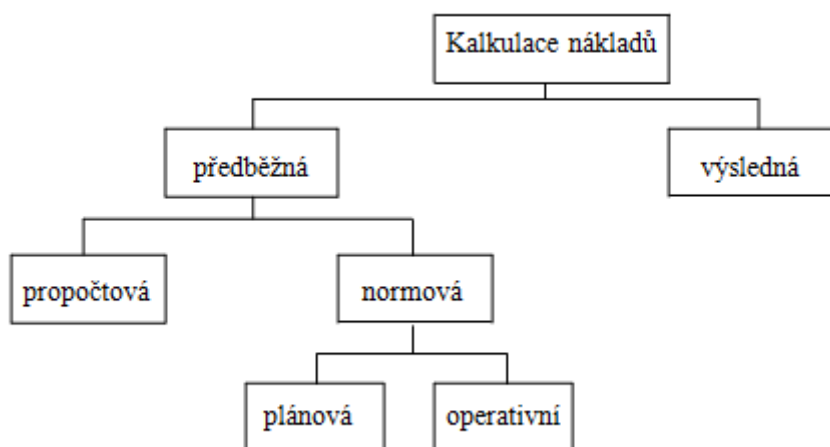 Kalkulace nákladů
předběžná
výsledná
propočtová
normová
plánová
operativní